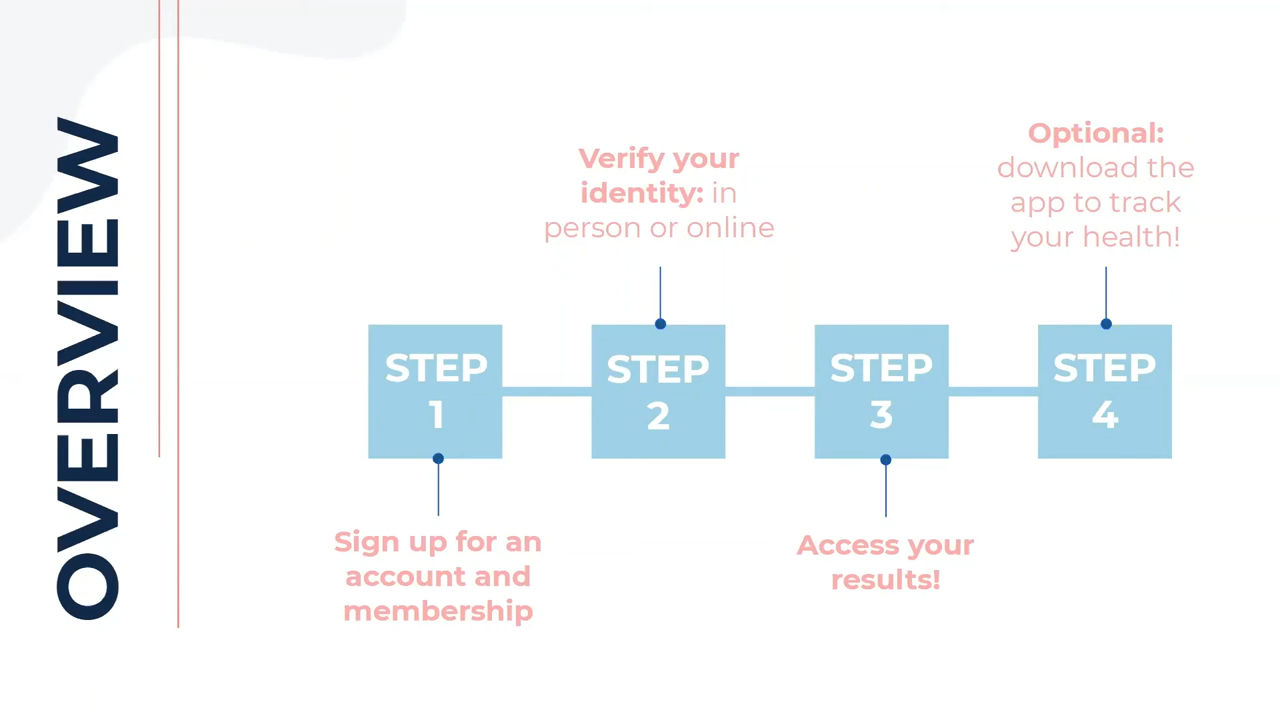 OVERVIEW
STEP
1
Sign up for an
account and
membership
Verify your
identity: in
person or online
STEP
2
STEP
3
Access your
results!
Optional:
download the
app to track
your health!
STEP
4